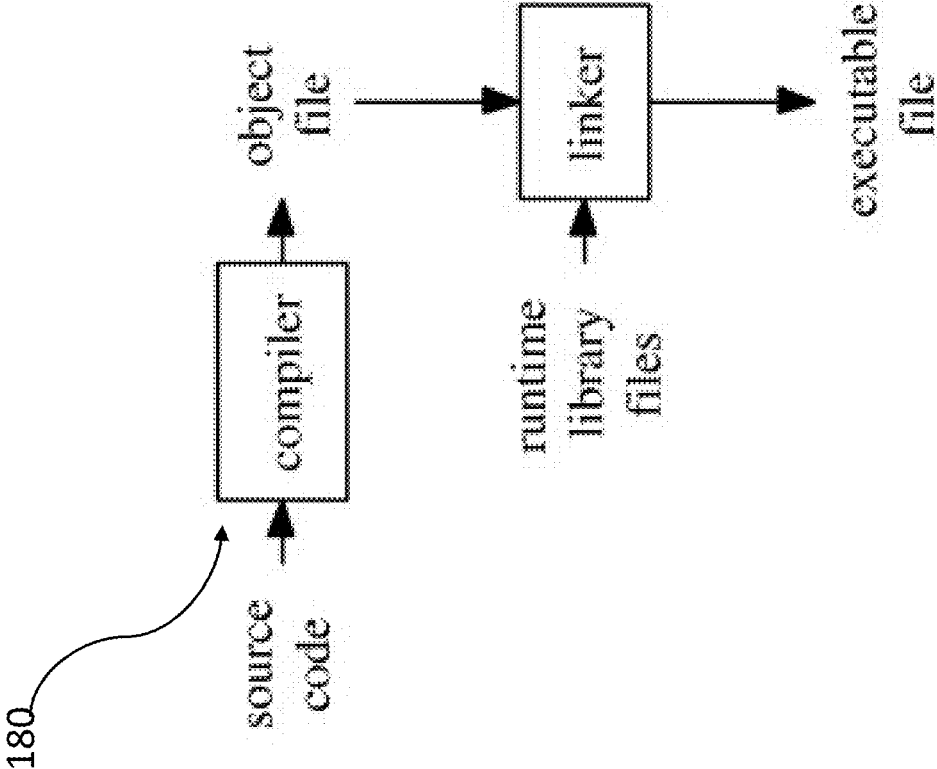 180
source
code
compiler
object
file
runtime
library
files
linker
executable
file